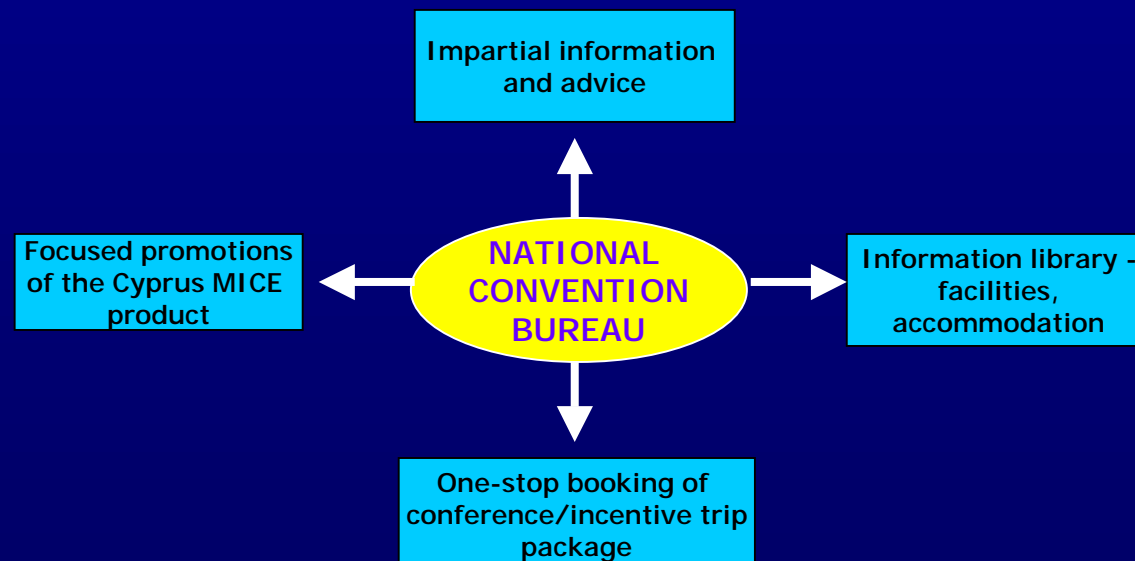 Impartial information
and advice
Focused promotions
of the Cyprus MICE
product
NATIONAL
CONVENTION
BUREAU
Information library -
facilities,
accommodation
One-stop booking of
conference/incentive trip
package